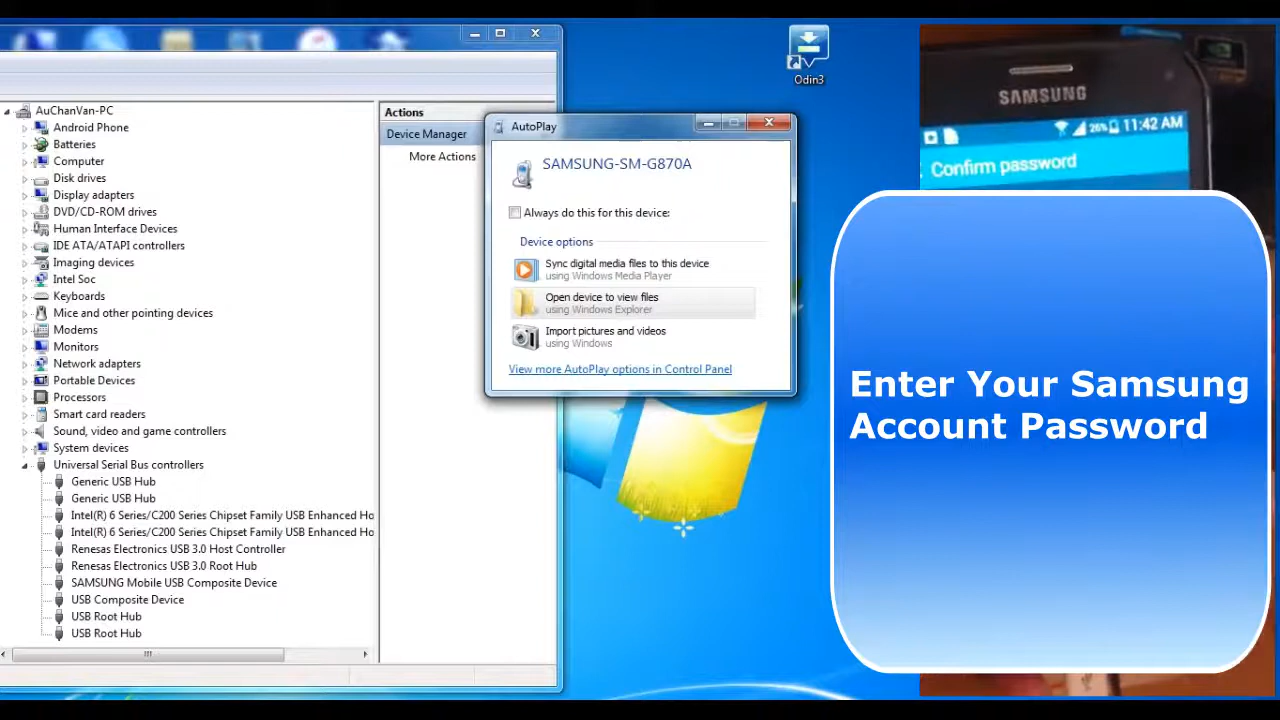 AuChanVan-PC
Android Phone
Batteries
Computer
Disk drives
Display adapters
DVD/CD-ROM drives
Human Interface Devices
IDE ATA/ATAPI controllers
Imaging devices
Intel Soc
Keyboards
Mice and other pointing devices
Modems
Monitors
Network adapters
Portable Devices
Processors
Smart card readers
Sound, video and game controllers
System devices
Universal Serial Bus controllers
Generic USB Hub
Generic USB Hub
Intel(R) 6 Series/C200 Series Chipset Family USB Enhanced Ho
Intel(R) 6 Series/C200 Series Chipset Family USB Enhanced Ho
Renesas Electronics USB 3.0 Host Controller
Renesas Electronics USB 3.0 Root Hub
SAMSUNG Mobile USB Composite Device
USB Composite Device
USB Root Hub
USB Root Hub
Actions
Device Manager
More Actions
AutoPlay
SAMSUNG-SM-G870A
Always do this for this device:
Device options
Sync digital media files to this device
using Windows Media Player
Open device to view files
using Windows Explorer
Import pictures and videos
using Windows
View more AutoPlay options in Control Panel
Odin3
SAMSUNG
26% 11:42 AM
Confirm password
Enter Your Samsung
Account Password